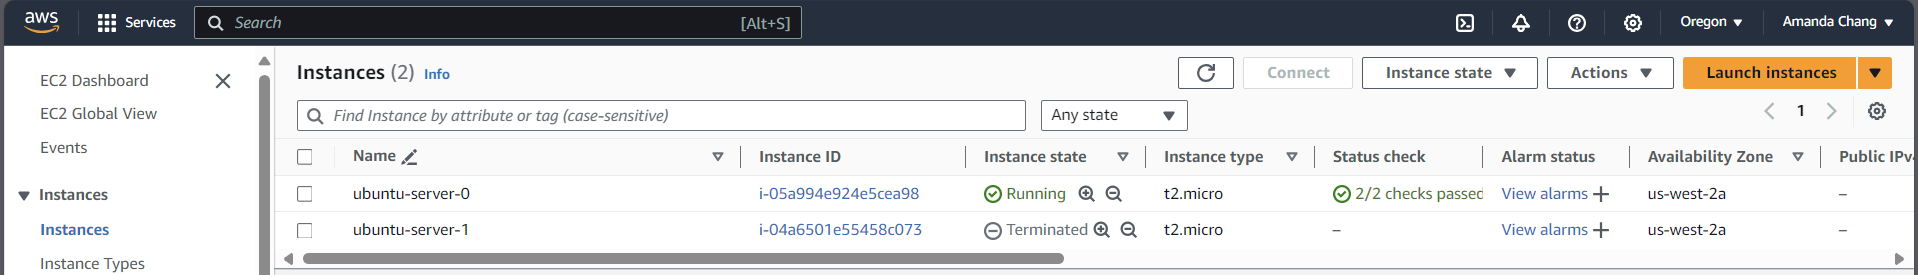 aws Services Search [Alt+S] Oregon Amanda Chang
EC2 Dashboard
EC2 Global View
Events
Instances
Instances
Instance Types
Instances (2) Info Connect Instance state Actions Launch instances
Find Instance by attribute or tag (case-sensitive) Any state 1
Name Instance ID Instance state Instance type Status check Alarm status Availability Zone Public IPv
ubuntu-server-0 i-05a994e924e5cea98 Running t2.micro 2/2 checks passed View alarms + us-west-2a –
ubuntu-server-1 i-04a6501e55458c073 Terminated t2.micro – View alarms + us-west-2a –